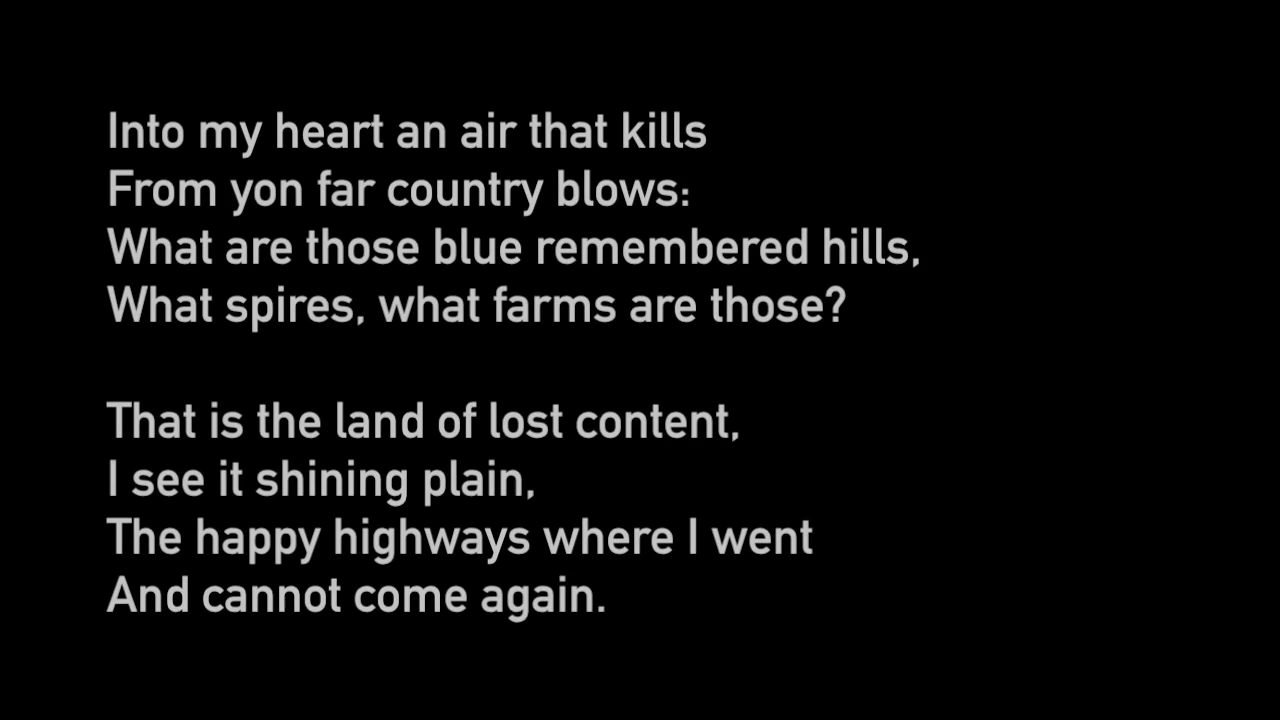 Into my heart an air that kills
From yon far country blows:
What are those blue remembered hills,
What spires, what farms are those?

That is the land of lost content,
I see it shining plain,
The happy highways where I went
And cannot come again.